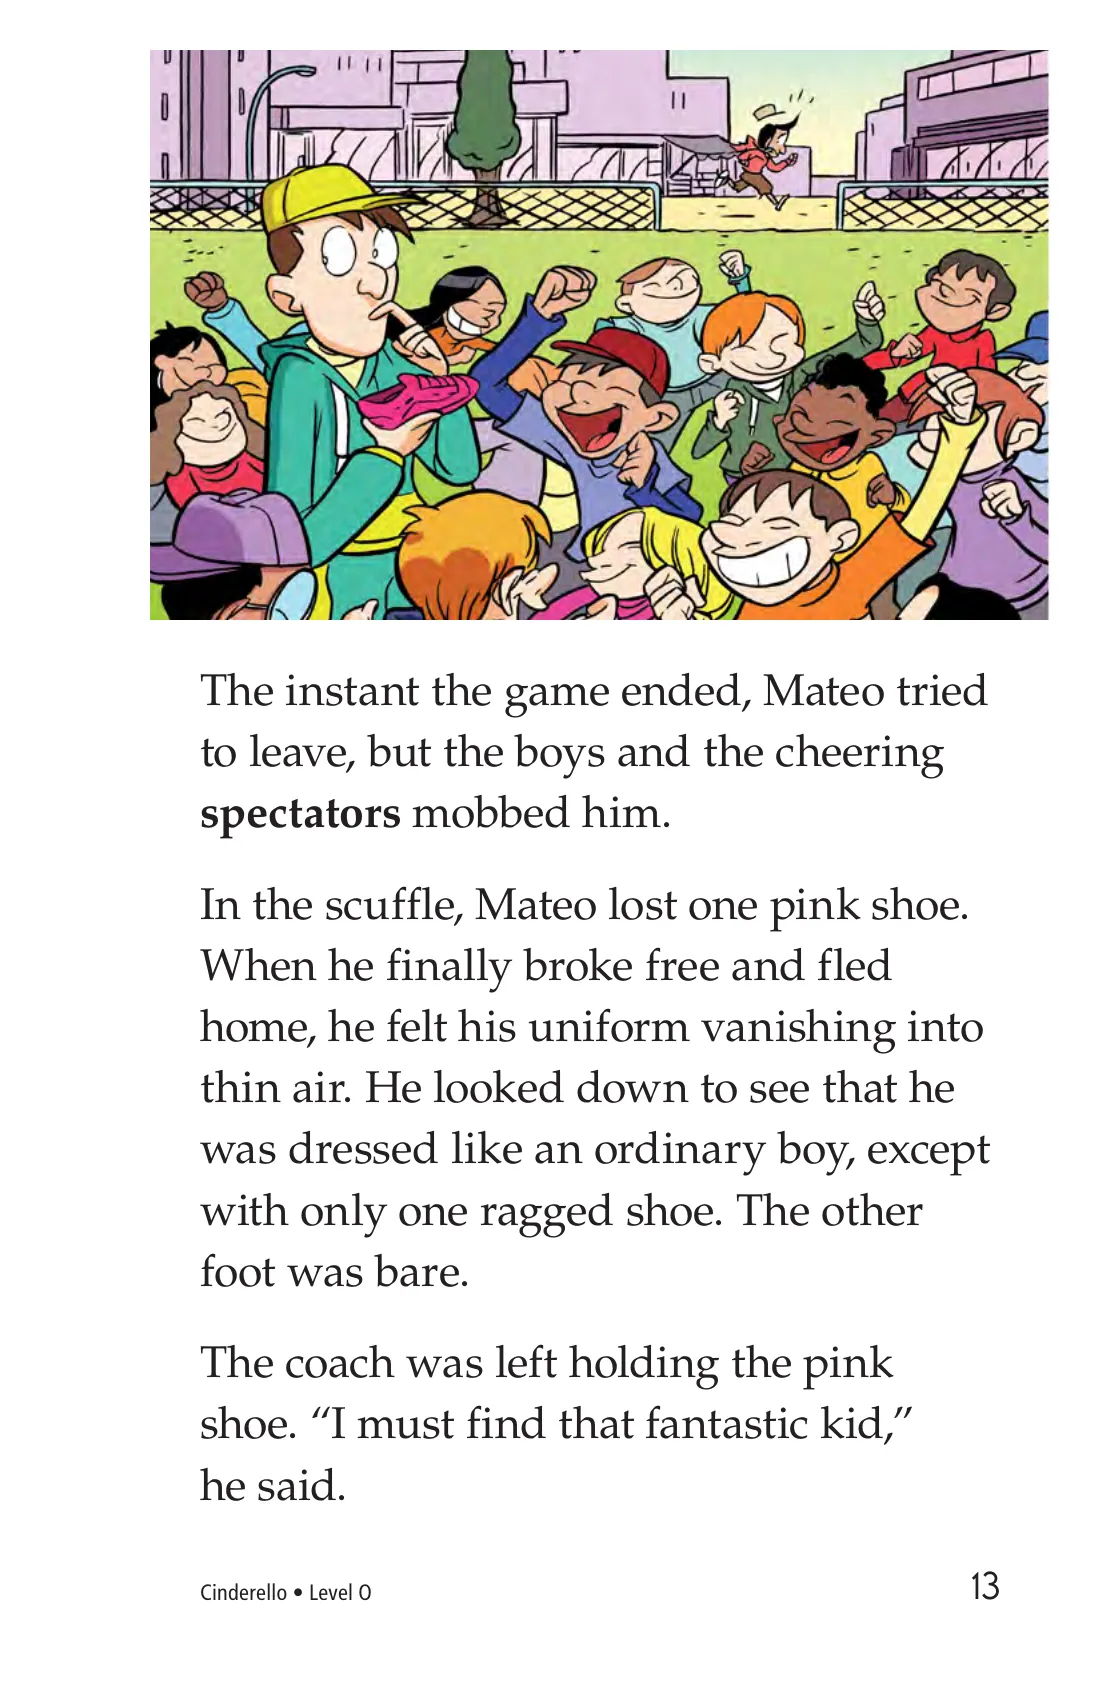 The instant the game ended, Mateo tried
to leave, but the boys and the cheering
spectators mobbed him.
In the scuffle, Mateo lost one pink shoe.
When he finally broke free and fled
home, he felt his uniform vanishing into
thin air. He looked down to see that he
was dressed like an ordinary boy, except
with only one ragged shoe. The other
foot was bare.
The coach was left holding the pink
shoe. “I must find that fantastic kid,”
he said.
Cinderello • Level O 13